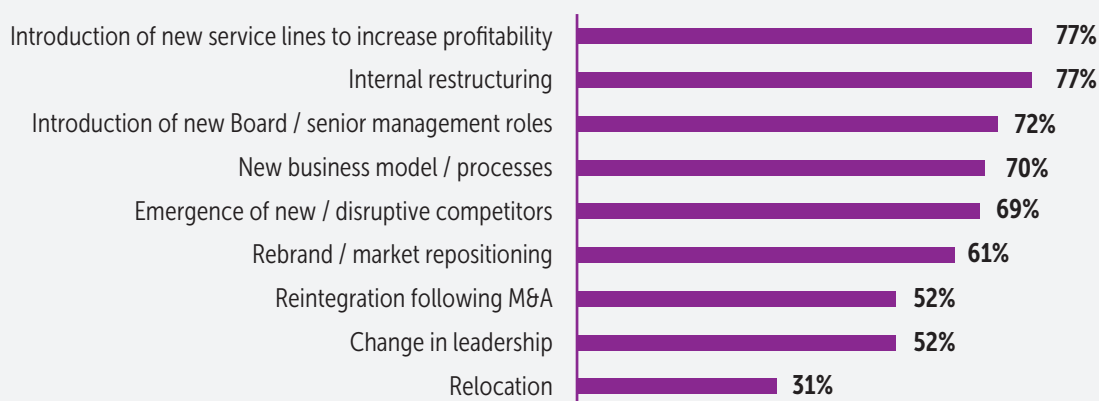 Introduction of new service lines to increase profitability 77%
Internal restructuring 77%
Introduction of new Board / senior management roles 72%
New business model / processes 70%
Emergence of new / disruptive competitors 69%
Rebrand / market repositioning 61%
Reintegration following M&A 52%
Change in leadership 52%
Relocation 31%